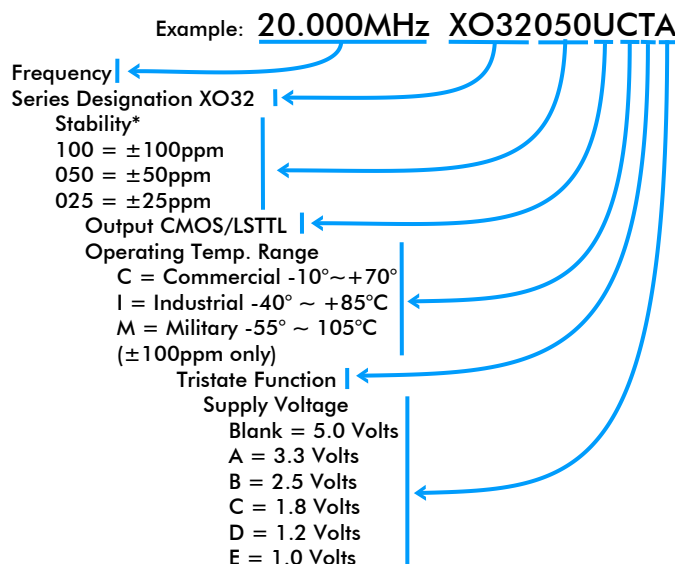 Example: 20.000MHz XO32050UCTA
Frequency
Series Designation XO32
Stability*
100 = ±100ppm
050 = ±50ppm
025 = ±25ppm
Output CMOS/LSTTL
Operating Temp. Range
C = Commercial -10°~+70°
I = Industrial -40° ~ +85°C
M = Military -55° ~ 105°C
(±100ppm only)
Tristate Function
Supply Voltage
Blank = 5.0 Volts
A = 3.3 Volts
B = 2.5 Volts
C = 1.8 Volts
D = 1.2 Volts
E = 1.0 Volts